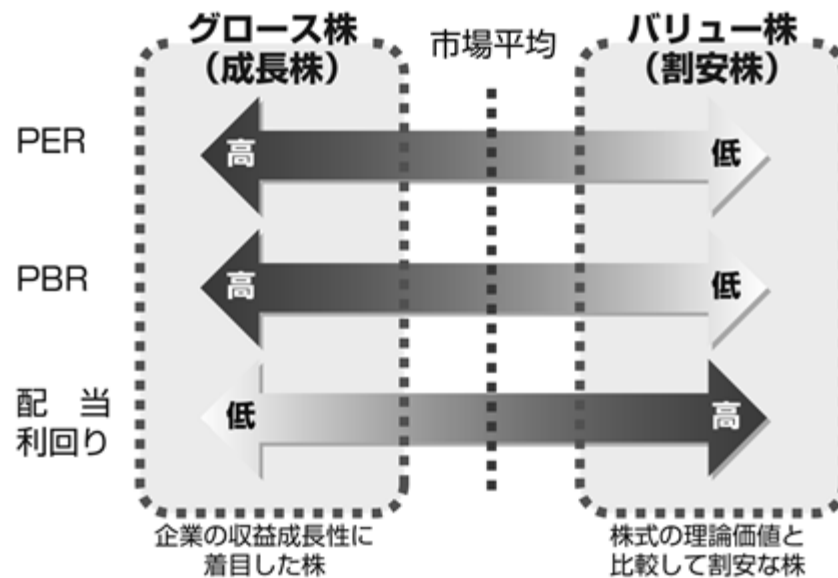 グロース株
(成長株)
市場平均
バリュー株
(割安株)
PER
高
低
PBR
高
低
配　当
利回り
低
高
企業の収益成長性に
着目した株
株式の理論価値と
比較して割安な株